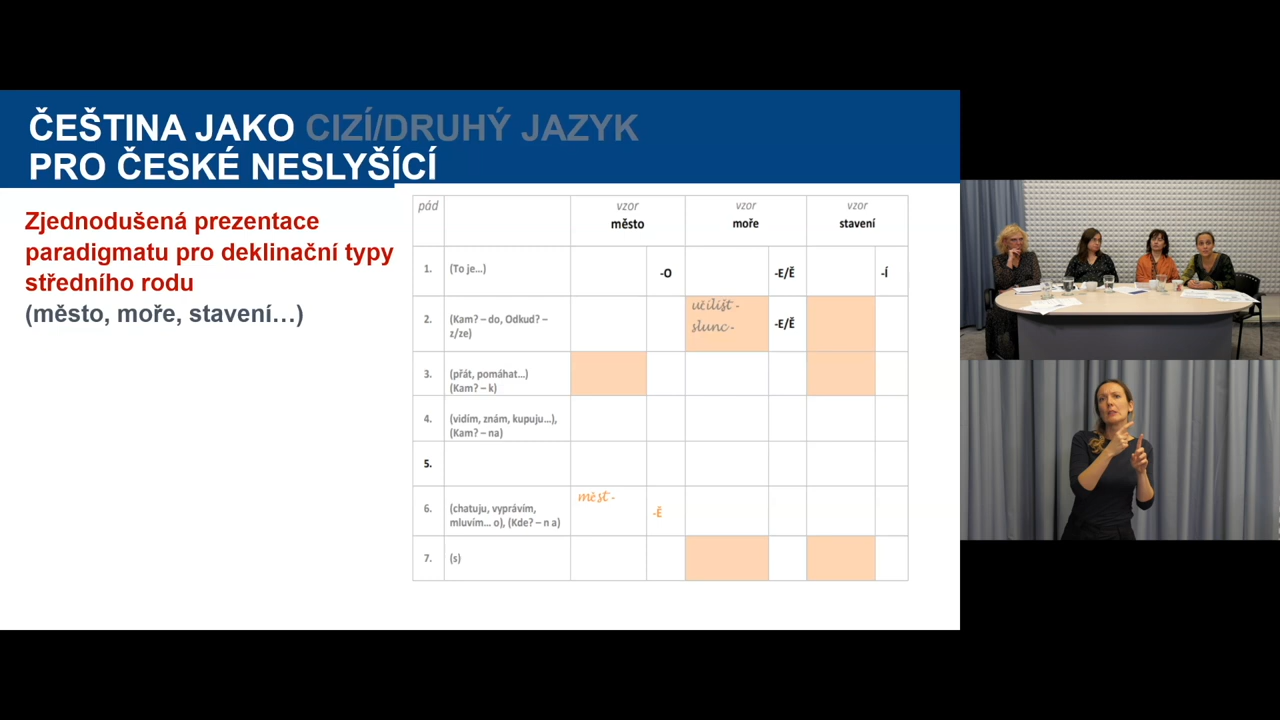 ČEŠTINA JAKO CIZÍ/DRUHÝ JAZYK
PRO ČESKÉ NESLYŠÍCÍ
Zjednodušená prezentace
paradigmatu pro deklinační typy
středního rodu
(město, moře, stavení…)
pád vzor vzor vzor
město moře stavení
1. (To je…) -O -E/Ě -Í
2. (Kam? – do, Odkud? –
z/ze)
učilišt -
slunc - -E/Ě
3. (přát, pomáhat…)
(Kam? – k)
4. (vidím, znám, kupuju…),
(Kam? – na)
5.
6. (chatuju, vyprávím,
mluvím… o), (Kde? – n a)
měst - -Ě
7. (s)